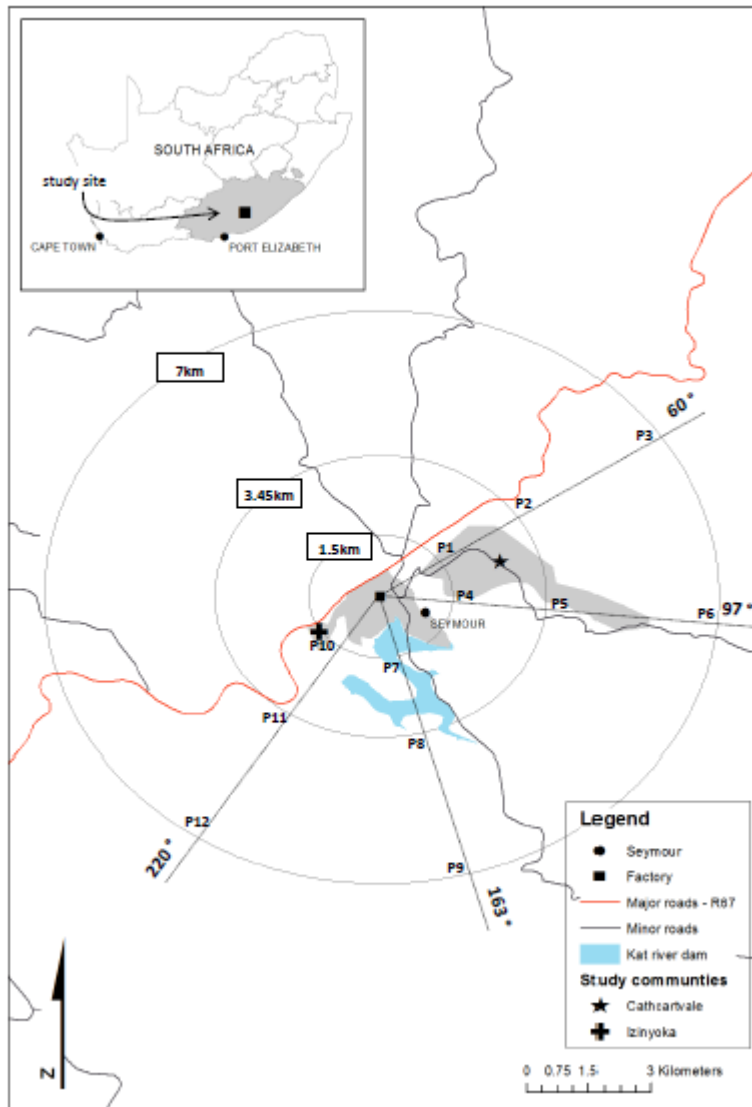 SOUTH AFRICA
study site
CAPE TOWN
PORT ELIZABETH
7km
60°
P3
3.45km
P2
1.5km
P1
P4
P5
P6
97°
SEYMOUR
P10
P7
P11
P8
P12
220°
P9
163°
Legend
Seymour
Factory
Major roads - R67
Minor roads
Kat river dam
Study communties
Cathcartvale
Izinyoka
N
0 0.75 1.5 3 Kilometers